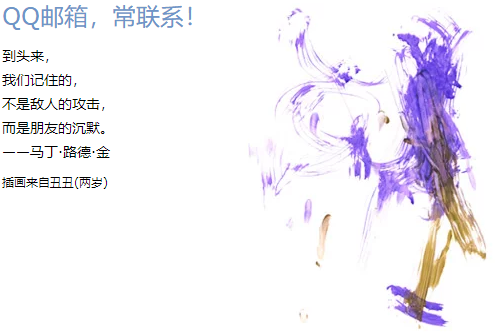 QQ邮箱，常联系！
到头来，
我们记住的，
不是敌人的攻击，
而是朋友的沉默。
——马丁·路德·金
插画来自丑丑(两岁)